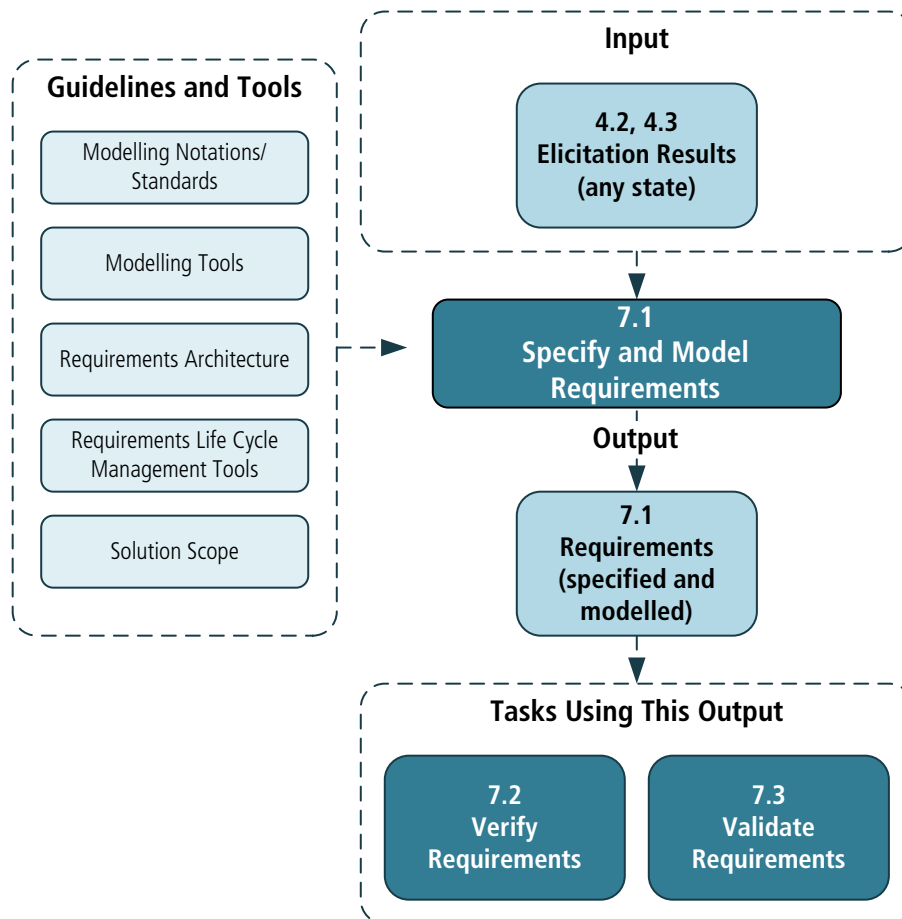 Input
4.2, 4.3
Elicitation Results
(any state)
Guidelines and Tools
Modelling Notations/
Standards
Modelling Tools
Requirements Architecture
Requirements Life Cycle
Management Tools
Solution Scope
7.1
Specify and Model
Requirements
Output
7.1
Requirements
(specified and
modelled)
Tasks Using This Output
7.2
Verify
Requirements
7.3
Validate
Requirements